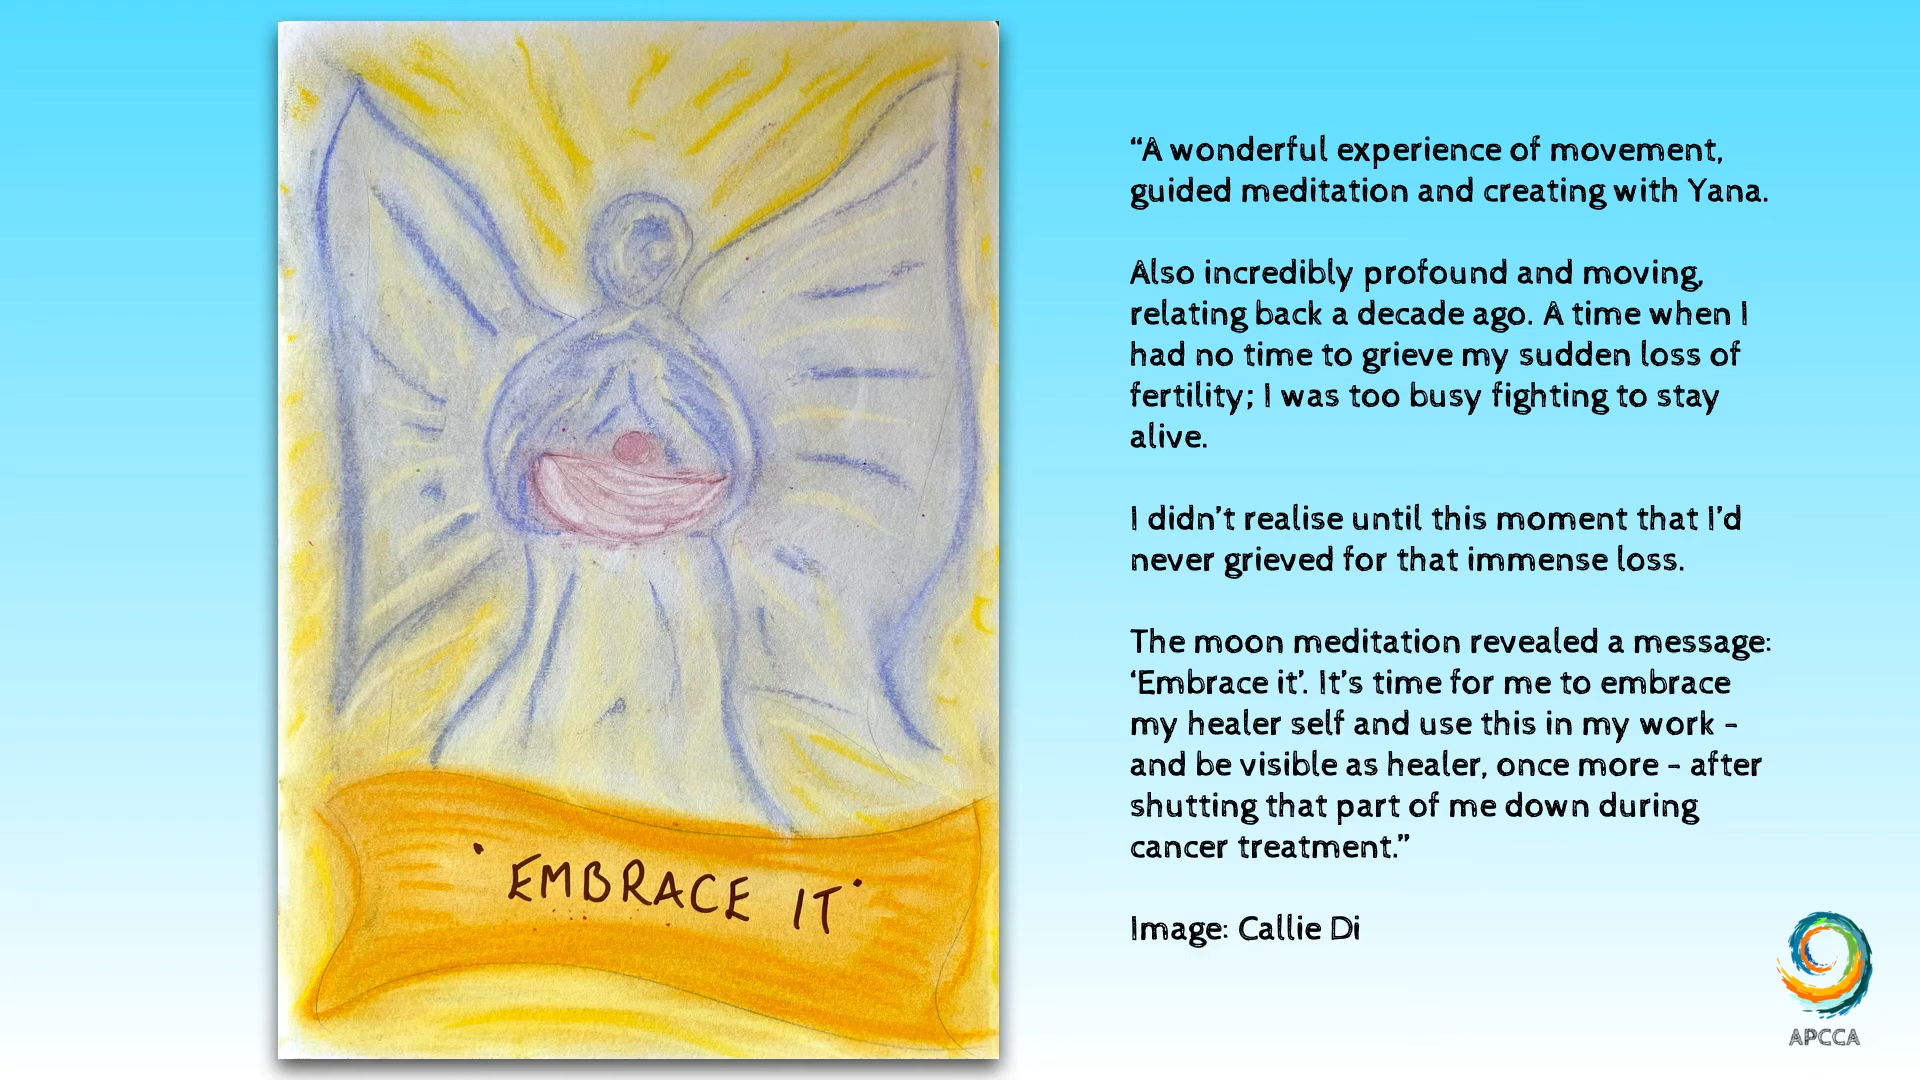 “A wonderful experience of movement,
guided meditation and creating with Yana.
Also incredibly profound and moving,
relating back a decade ago. A time when I
had no time to grieve my sudden loss of
fertility; I was too busy fighting to stay
alive.
I didn’t realise until this moment that I’d
never grieved for that immense loss.
The moon meditation revealed a message:
‘Embrace it’. It’s time for me to embrace
my healer self and use this in my work -
and be visible as healer, once more - after
shutting that part of me down during
cancer treatment.”
Image: Callie Di
• EMBRACE IT •
APCCA